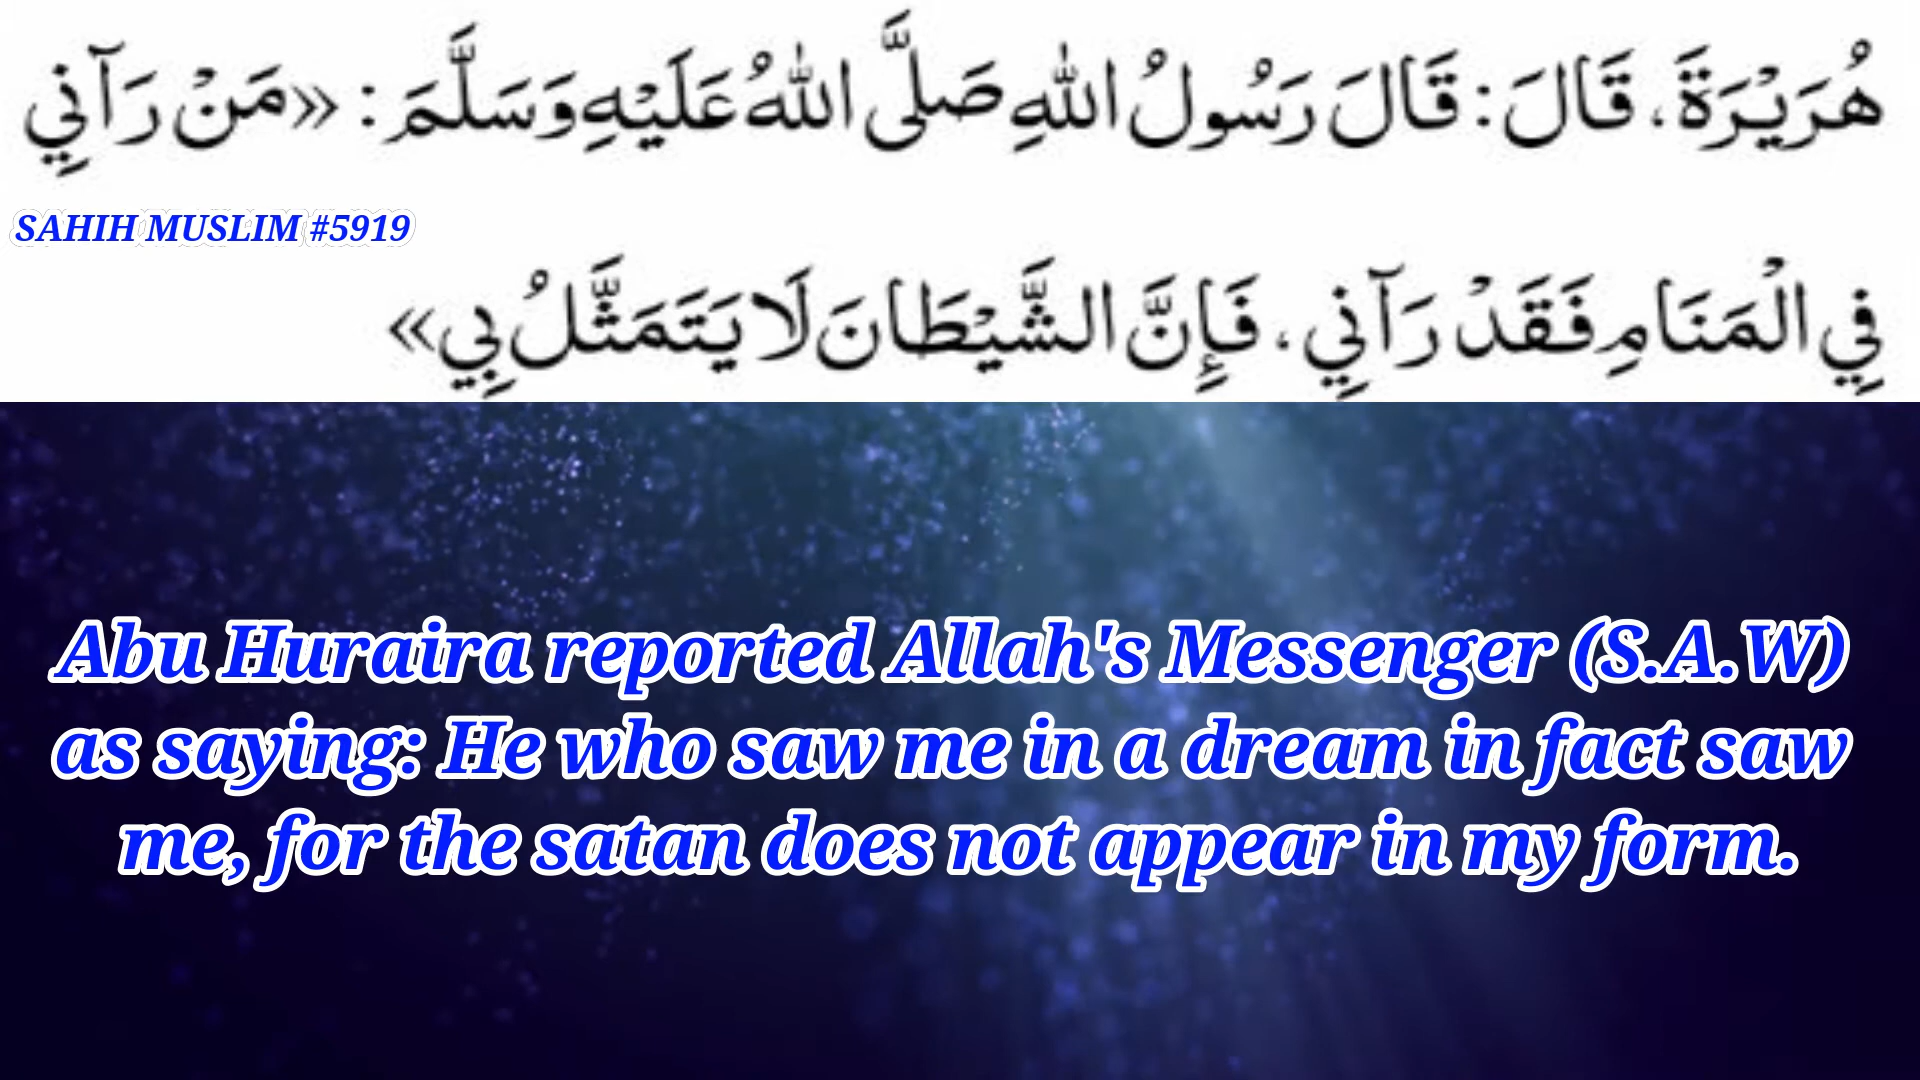 هُرَيْرَةَ، قَالَ: قَالَ رَسُولُ اللهِ صَلَّى اللهُ عَلَيْهِ وَسَلَّمَ: «مَنْ رَآنِي
SAHIH MUSLIM #5919
فِي الْمَنَامِ فَقَدْ رَآنِي، فَإِنَّ الشَّيْطَانَ لَا يَتَمَثَّلُ بِي»
Abu Huraira reported Allah's Messenger (S.A.W)
as saying: He who saw me in a dream in fact saw
me, for the satan does not appear in my form.